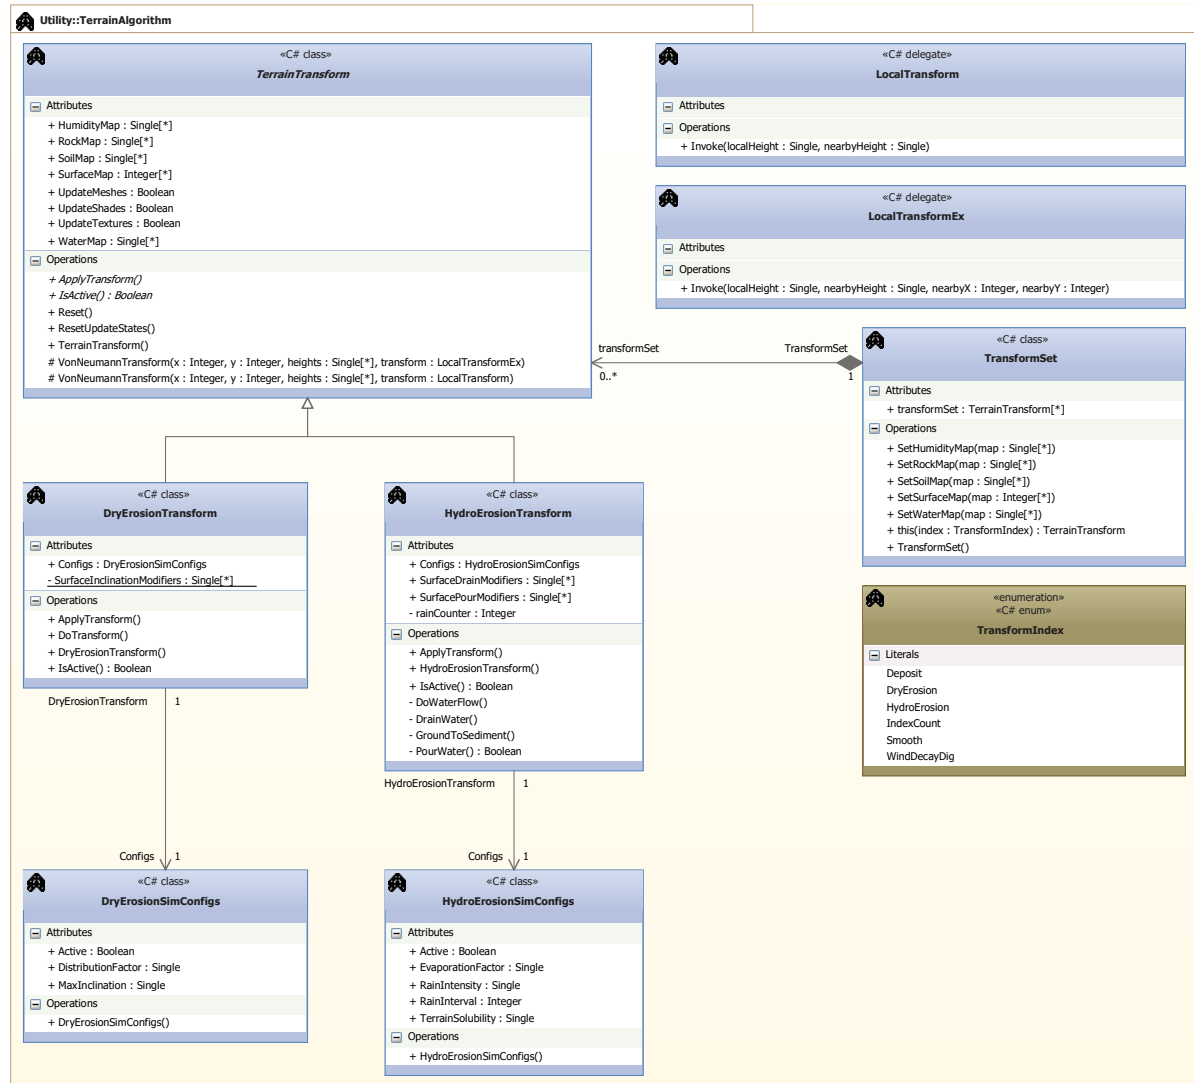 Utility::TerrainAlgorithm
«C# class»
TerrainTransform
Attributes
+ HumidityMap : Single[*]
+ RockMap : Single[*]
+ SoilMap : Single[*]
+ SurfaceMap : Integer[*]
+ UpdateMeshes : Boolean
+ UpdateShades : Boolean
+ UpdateTextures : Boolean
+ WaterMap : Single[*]
Operations
+ ApplyTransform()
+ IsActive() : Boolean
+ Reset()
+ ResetUpdateStates()
+ TerrainTransform()
# VonNeumannTransform(x : Integer, y : Integer, heights : Single[*], transform : LocalTransformEx)
# VonNeumannTransform(x : Integer, y : Integer, heights : Single[*], transform : LocalTransform)
«C# delegate»
LocalTransform
Attributes
Operations
+ Invoke(localHeight : Single, nearbyHeight : Single)
«C# delegate»
LocalTransformEx
Attributes
Operations
+ Invoke(localHeight : Single, nearbyHeight : Single, nearbyX : Integer, nearbyY : Integer)
transformSet
TransformSet
0..*
1
«C# class»
TransformSet
Attributes
+ transformSet : TerrainTransform[*]
Operations
+ SetHumidityMap(map : Single[*])
+ SetRockMap(map : Single[*])
+ SetSoilMap(map : Single[*])
+ SetSurfaceMap(map : Integer[*])
+ SetWaterMap(map : Single[*])
+ this(index : TransformIndex) : TerrainTransform
+ TransformSet()
«C# class»
DryErosionTransform
Attributes
+ Configs : DryErosionSimConfigs
- SurfaceInclinationModifiers : Single[*]
Operations
+ ApplyTransform()
+ DoTransform()
+ DryErosionTransform()
+ IsActive() : Boolean
DryErosionTransform
1
«C# class»
HydroErosionTransform
Attributes
+ Configs : HydroErosionSimConfigs
+ SurfaceDrainModifiers : Single[*]
+ SurfacePourModifiers : Single[*]
- rainCounter : Integer
Operations
+ ApplyTransform()
+ HydroErosionTransform()
+ IsActive() : Boolean
- DoWaterFlow()
- DrainWater()
- GroundToSediment()
- PourWater() : Boolean
HydroErosionTransform
1
«enumeration»
«C# enum»
TransformIndex
Literals
Deposit
DryErosion
HydroErosion
IndexCount
Smooth
WindDecayDig
Configs
1
«C# class»
DryErosionSimConfigs
Attributes
+ Active : Boolean
+ DistributionFactor : Single
+ MaxInclination : Single
Operations
+ DryErosionSimConfigs()
Configs
1
«C# class»
HydroErosionSimConfigs
Attributes
+ Active : Boolean
+ EvaporationFactor : Single
+ RainIntensity : Single
+ RainInterval : Integer
+ TerrainSolubility : Single
Operations
+ HydroErosionSimConfigs()